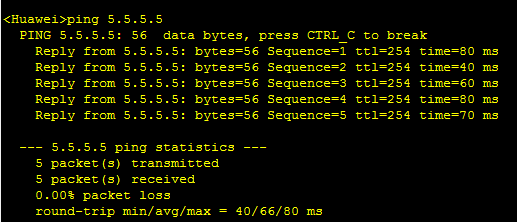 <Huawei>ping 5.5.5.5
PING 5.5.5.5: 56  data bytes, press CTRL_C to break
Reply from 5.5.5.5: bytes=56 Sequence=1 ttl=254 time=80 ms
Reply from 5.5.5.5: bytes=56 Sequence=2 ttl=254 time=40 ms
Reply from 5.5.5.5: bytes=56 Sequence=3 ttl=254 time=60 ms
Reply from 5.5.5.5: bytes=56 Sequence=4 ttl=254 time=80 ms
Reply from 5.5.5.5: bytes=56 Sequence=5 ttl=254 time=70 ms
--- 5.5.5.5 ping statistics ---
5 packet(s) transmitted
5 packet(s) received
0.00% packet loss
round-trip min/avg/max = 40/66/80 ms